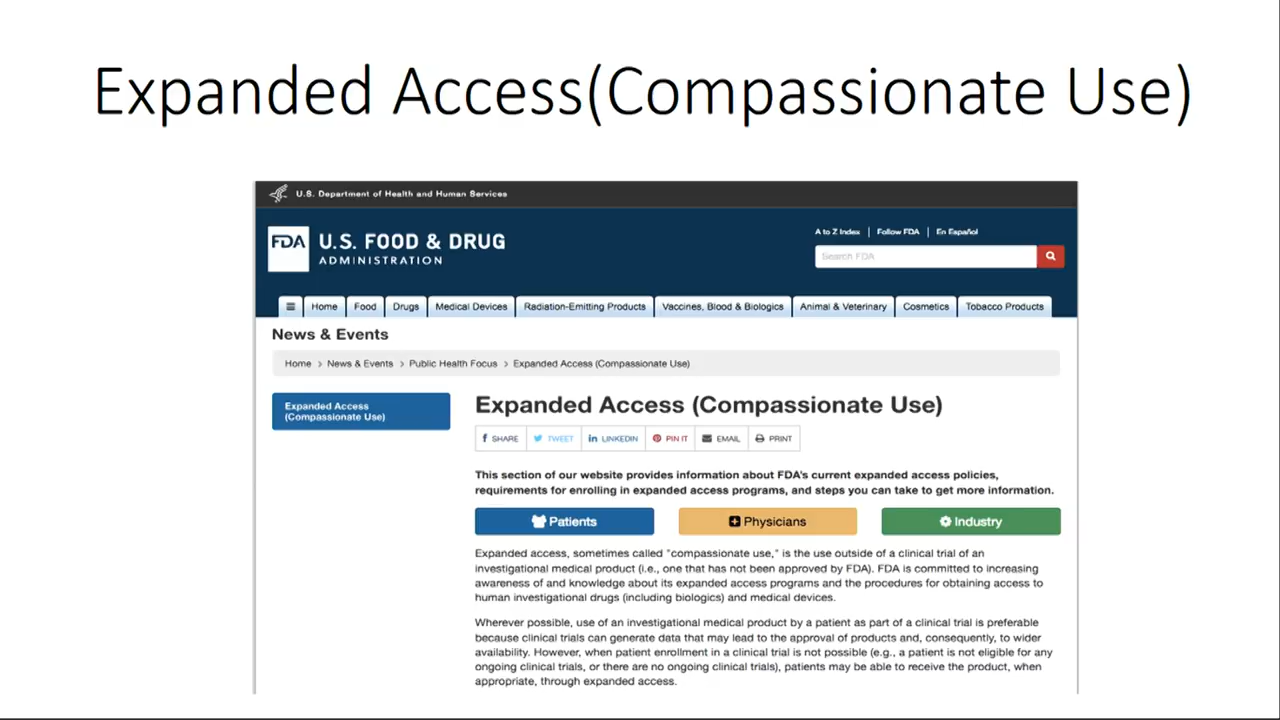 Expanded Access(Compassionate Use)
U.S. Department of Health and Human Services
FDA U.S. FOOD & DRUG
ADMINISTRATION
A to Z Index | Follow FDA | En Español
Search FDA
Home Food Drugs Medical Devices Radiation-Emitting Products Vaccines, Blood & Biologics Animal & Veterinary Cosmetics Tobacco Products
News & Events
Home > News & Events > Public Health Focus > Expanded Access (Compassionate Use)
Expanded Access
(Compassionate Use)
Expanded Access (Compassionate Use)
f SHARE TWEET in LINKEDIN PIN IT EMAIL PRINT
This section of our website provides information about FDA's current expanded access policies,
requirements for enrolling in expanded access programs, and steps you can take to get more information.
Patients Physicians Industry
Expanded access, sometimes called "compassionate use," is the use outside of a clinical trial of an
investigational medical product (i.e., one that has not been approved by FDA). FDA is committed to increasing
awareness of and knowledge about its expanded access programs and the procedures for obtaining access to
human investigational drugs (including biologics) and medical devices.
Wherever possible, use of an investigational medical product by a patient as part of a clinical trial is preferable
because clinical trials can generate data that may lead to the approval of products and, consequently, to wider
availability. However, when patient enrollment in a clinical trial is not possible (e.g., a patient is not eligible for any
ongoing clinical trials, or there are no ongoing clinical trials), patients may be able to receive the product, when
appropriate, through expanded access.